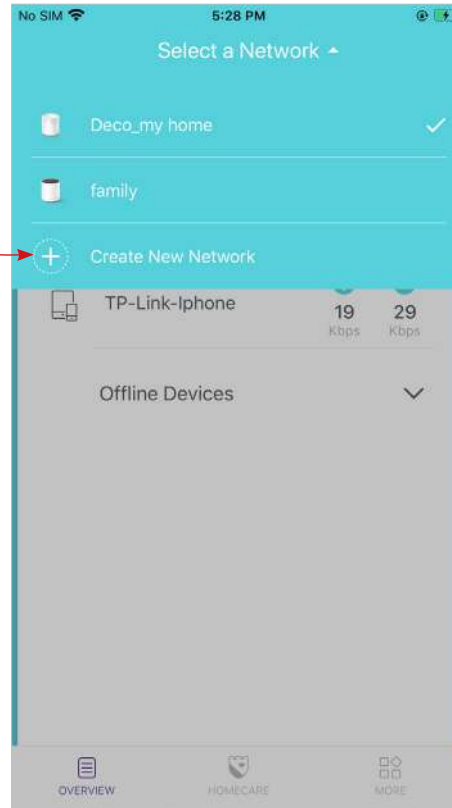 No SIM 5:28 PM
Select a Network
Deco_my home
family
Create New Network
TP-Link-Iphone 19 29
Kbps Kbps
Offline Devices
OVERVIEW HOMECARE MORE